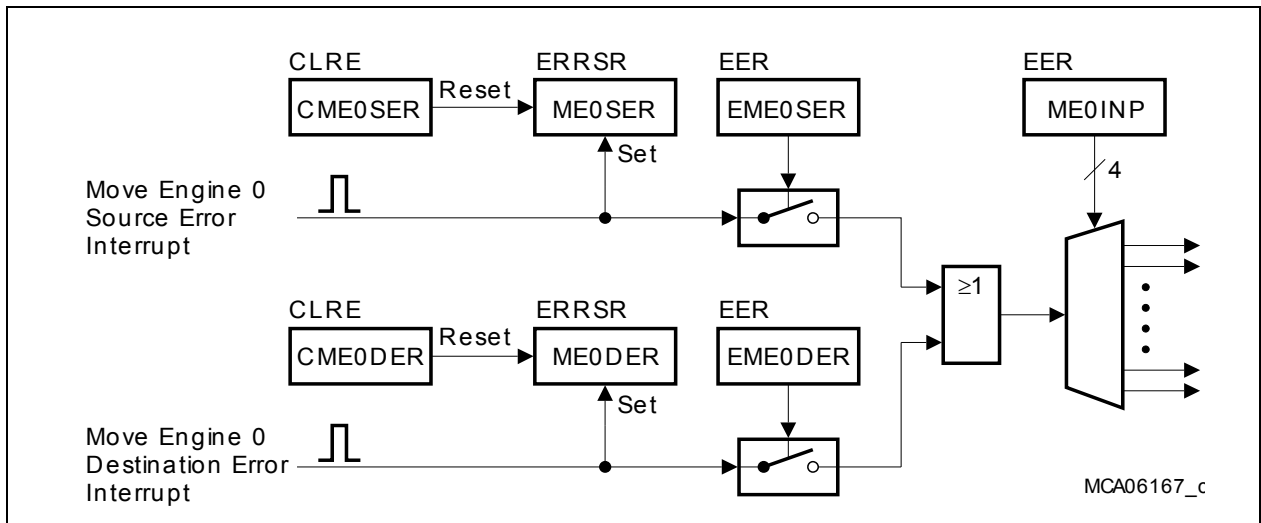 CLRE ERRSR EER EER
CME0SER Reset ME0SER EME0SER ME0INP
Set 4
Move Engine 0
Source Error
Interrupt
≥1
CLRE ERRSR EER
CME0DER Reset ME0DER EME0DER
Set
Move Engine 0
Destination Error
Interrupt
MCA06167_c